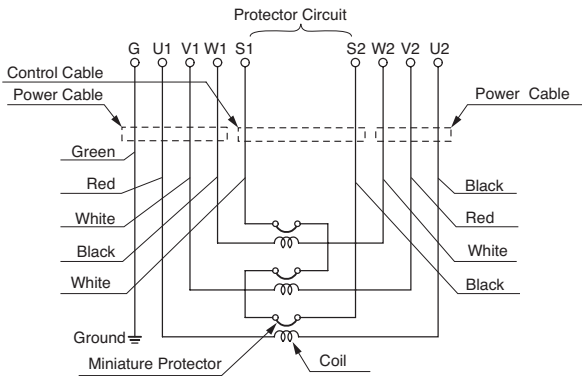 Protector Circuit
G U1 V1 W1 S1 S2 W2 V2 U2
Control Cable
Power Cable
Power Cable
Green
Red
White
Black
White
Black
Red
White
Black
Ground
Miniature Protector
Coil